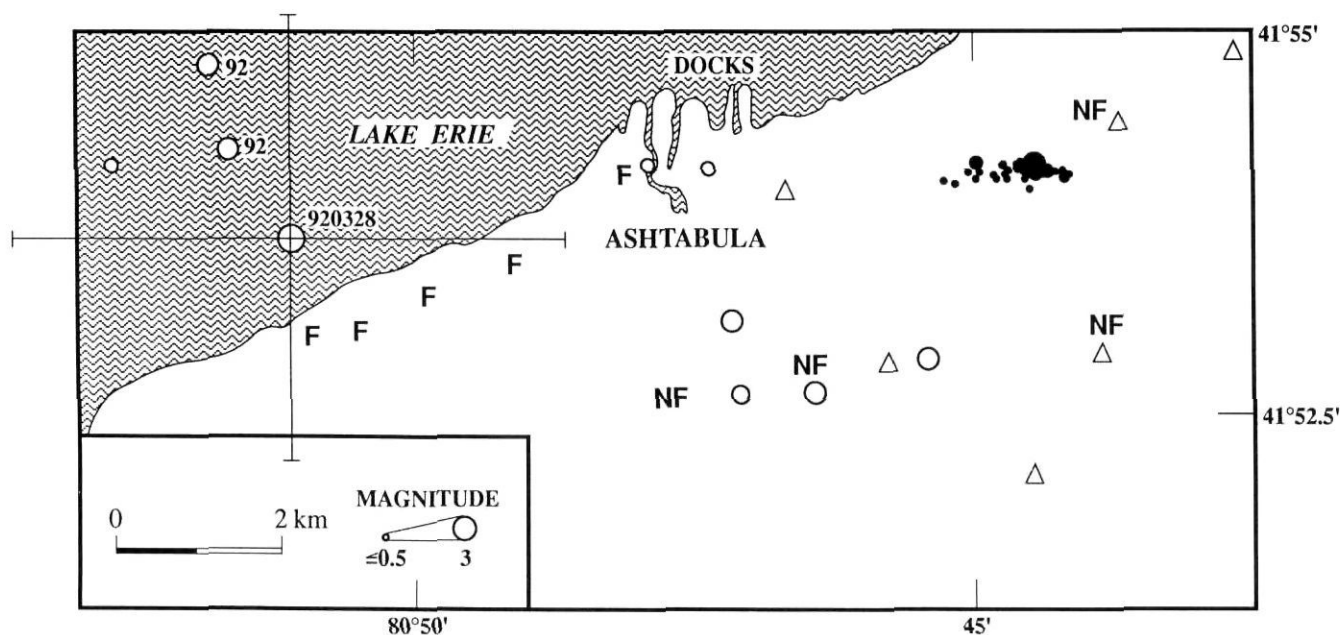 41°55'
DOCKS
92
NF
LAKE ERIE
92
F
920328
ASHTABULA
F
F
F F
NF
NF
NF
41°52.5'
MAGNITUDE
0 2 km
≤0.5 3
80°50' 45'